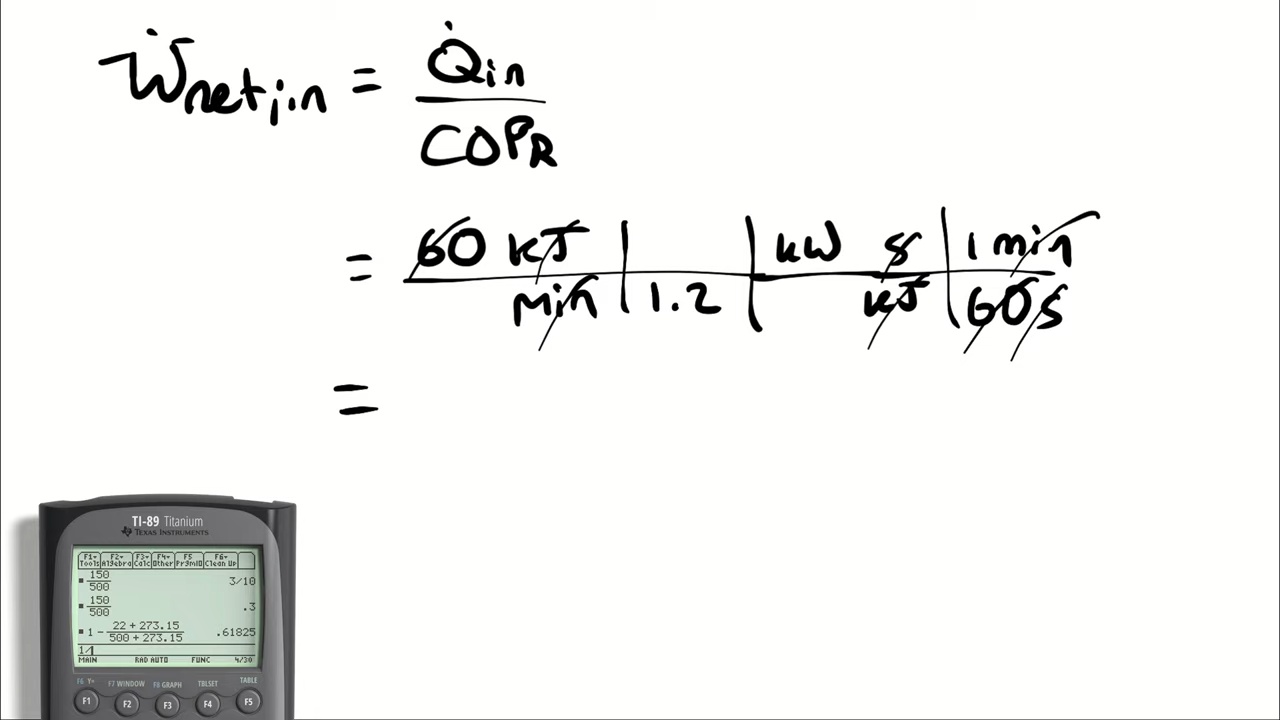 Ẇnet,in = Q̇in
COPR
= 60 kJ | | kW s | 1 min
min | 1.2 | kJ | 60 s
=
TI-89 Titanium
TEXAS INSTRUMENTS
F1 F2 F3 F4 F5 F6
Tools Algebra Calc Other PrgmIO Clean Up
150
500 3/10
150
500 .3
1 - 22 + 273.15
500 + 273.15 .61825
1/
MAIN RAD AUTO FUNC 4/30
F6 Y= F7 WINDOW F8 GRAPH TBLSET TABLE
F1 F2 F3 F4 F5